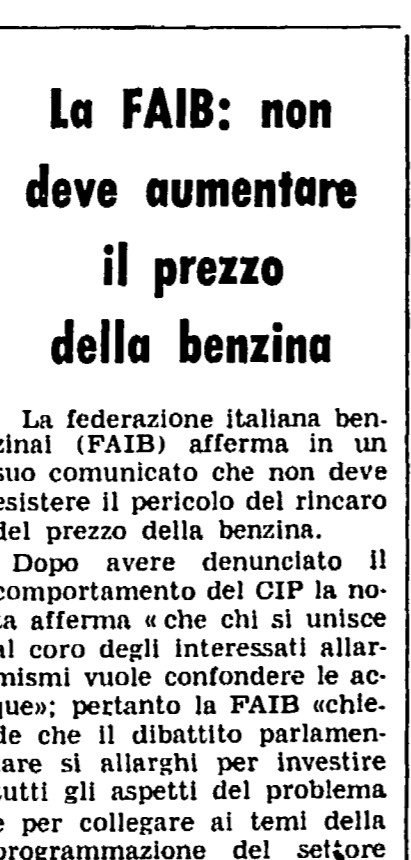 La FAIB: non
deve aumentare
il prezzo
della benzina
La federazione italiana ben-
zinai (FAIB) afferma in un
suo comunicato che non deve
esistere il pericolo del rincaro
del prezzo della benzina.
Dopo avere denunciato il
comportamento del CIP la no-
ta afferma « che chi si unisce
al coro degli interessati allar-
mismi vuole confondere le ac-
que»; pertanto la FAIB «chie-
de che il dibattito parlamen-
tare si allarghi per investire
tutti gli aspetti del problema
e per collegare ai temi della
programmazione del settore